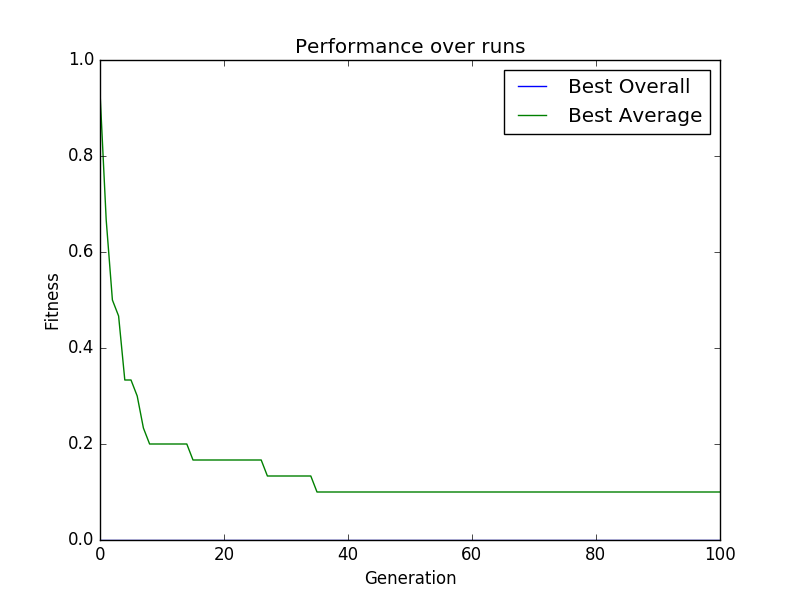 Performance over runs
1.0
Best Overall
Best Average
0.8
0.6
Fitness
0.4
0.2
0.0
0 20 40 60 80 100
Generation